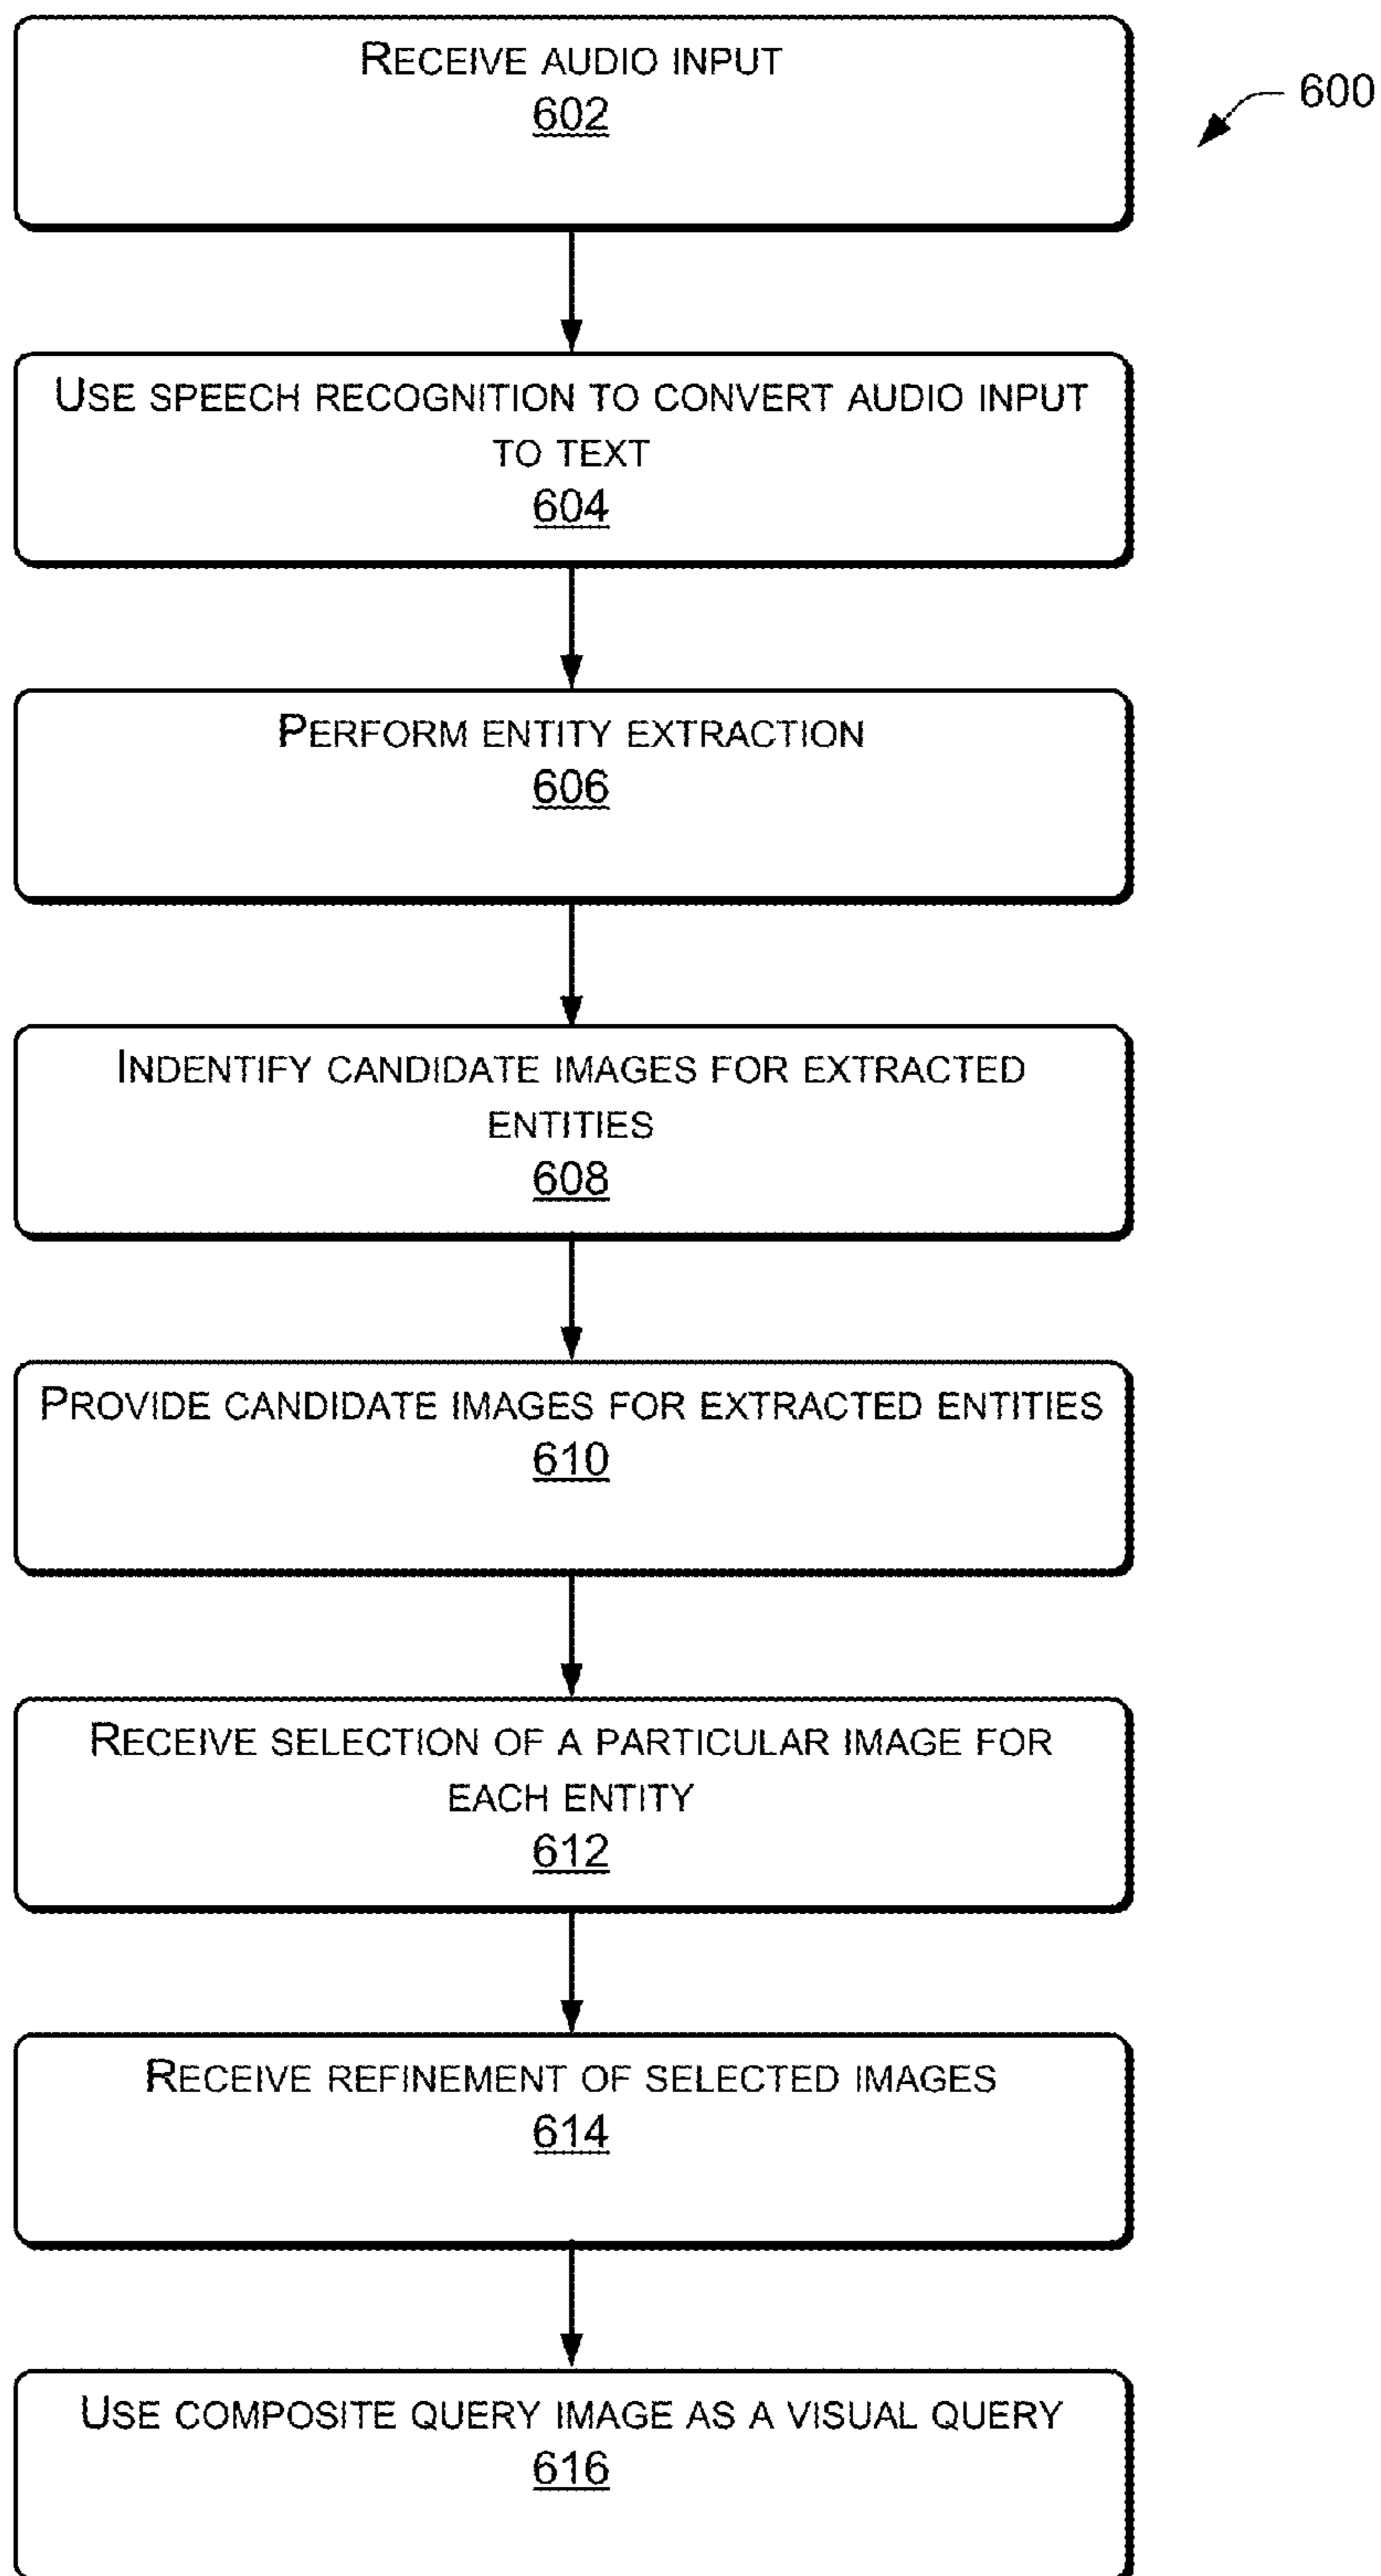 RECEIVE AUDIO INPUT
602
600
USE SPEECH RECOGNITION TO CONVERT AUDIO INPUT
TO TEXT
604
PERFORM ENTITY EXTRACTION
606
INDENTIFY CANDIDATE IMAGES FOR EXTRACTED
ENTITIES
608
PROVIDE CANDIDATE IMAGES FOR EXTRACTED ENTITIES
610
RECEIVE SELECTION OF A PARTICULAR IMAGE FOR
EACH ENTITY
612
RECEIVE REFINEMENT OF SELECTED IMAGES
614
USE COMPOSITE QUERY IMAGE AS A VISUAL QUERY
616